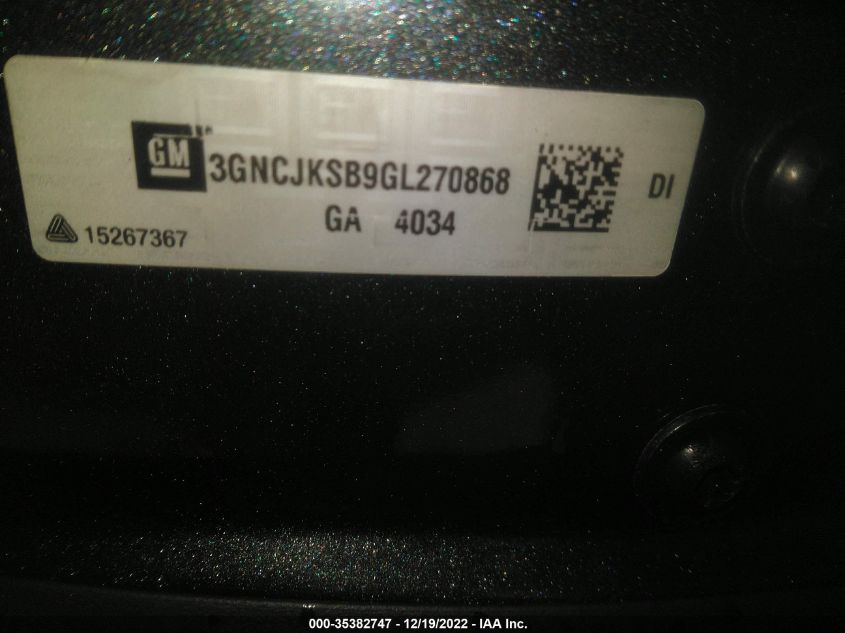 GM 3GNCJKSB9GL270868 DI
GA 4034
15267367
000-35382747 - 12/19/2022 - IAA Inc.